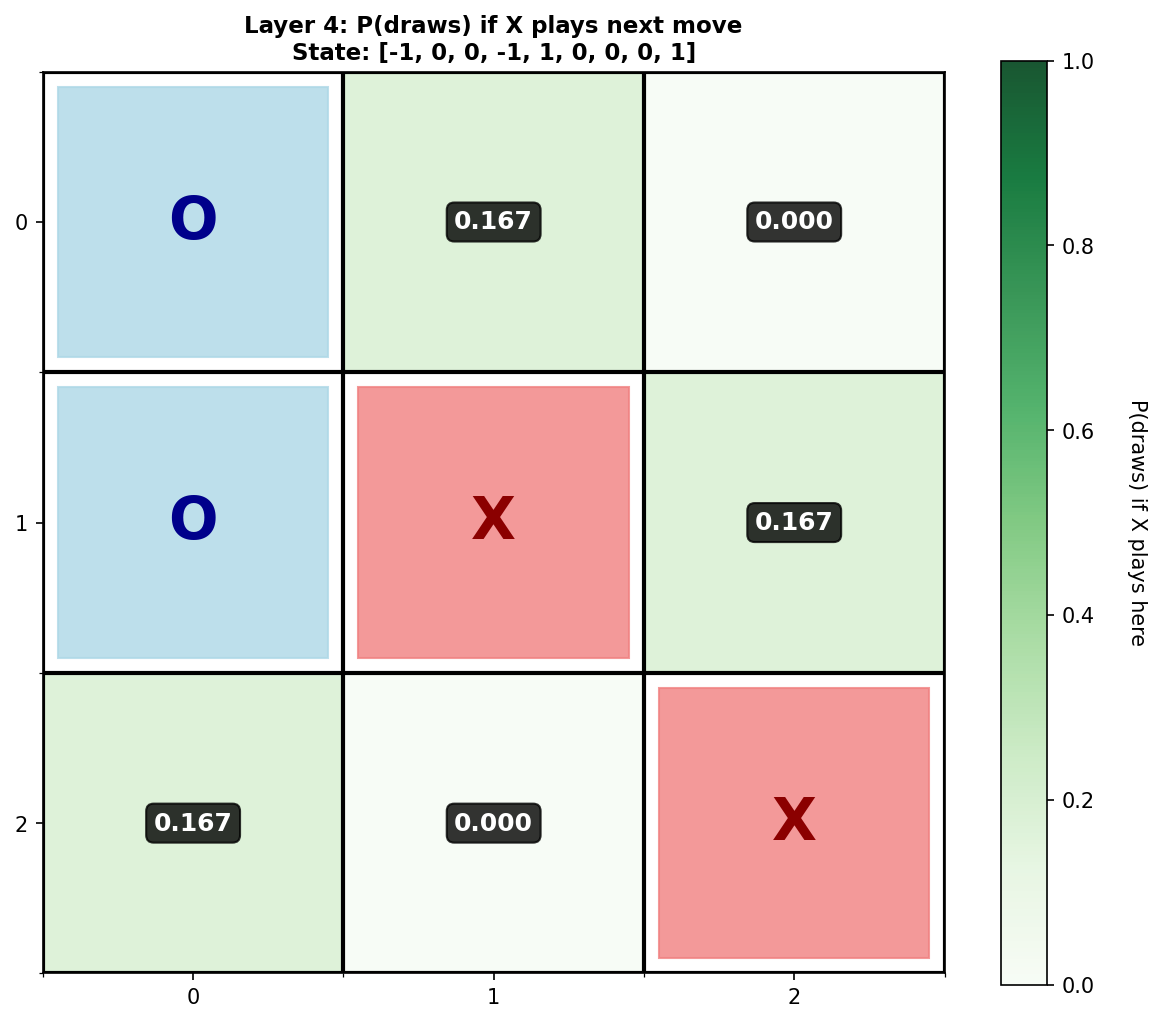 Layer 4: P(draws) if X plays next move
State: [-1, 0, 0, -1, 1, 0, 0, 0, 1]
O
0.167
0.000
O
X
0.167
0.167
0.000
X
0
1
2
0
1
2
1.0
0.8
0.6
0.4
0.2
0.0
P(draws) if X plays here